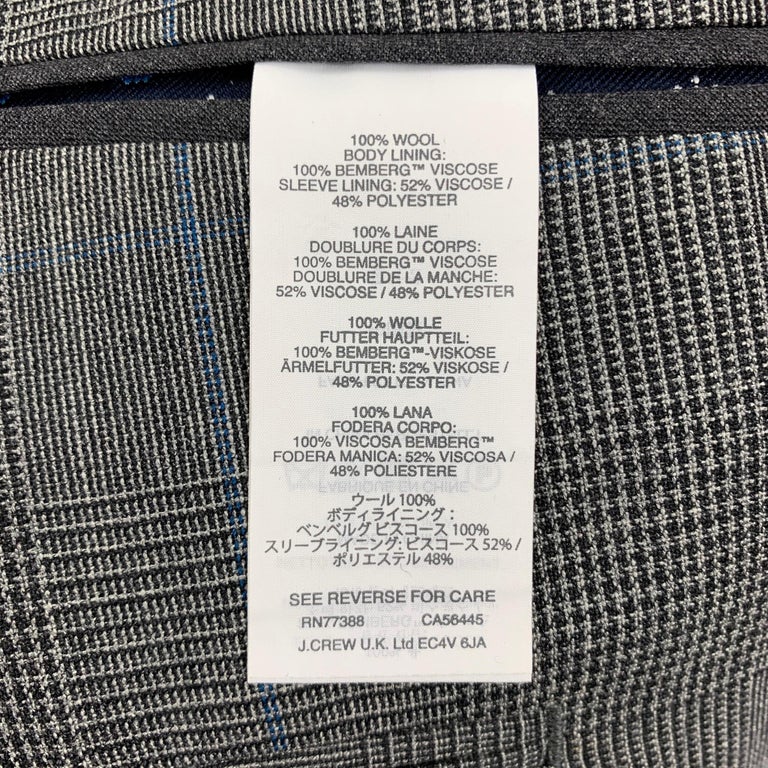 100% WOOL
BODY LINING:
100% BEMBERG™ VISCOSE
SLEEVE LINING: 52% VISCOSE /
48% POLYESTER
100% LAINE
DOUBLURE DU CORPS:
100% BEMBERG™ VISCOSE
DOUBLURE DE LA MANCHE:
52% VISCOSE / 48% POLYESTER
100% WOLLE
FUTTER HAUPTTEIL:
100% BEMBERG™-VISKOSE
ÄRMELFUTTER: 52% VISKOSE /
48% POLYESTER
100% LANA
FODERA CORPO:
100% VISCOSA BEMBERG™
FODERA MANICA: 52% VISCOSA /
48% POLIESTERE
ウール 100%
ボディライニング :
ベンベルグ ビスコース 100%
スリーブライニング: ビスコース 52% /
ポリエステル 48%
SEE REVERSE FOR CARE
RN77388 CA56445
J.CREW U.K. Ltd EC4V 6JA